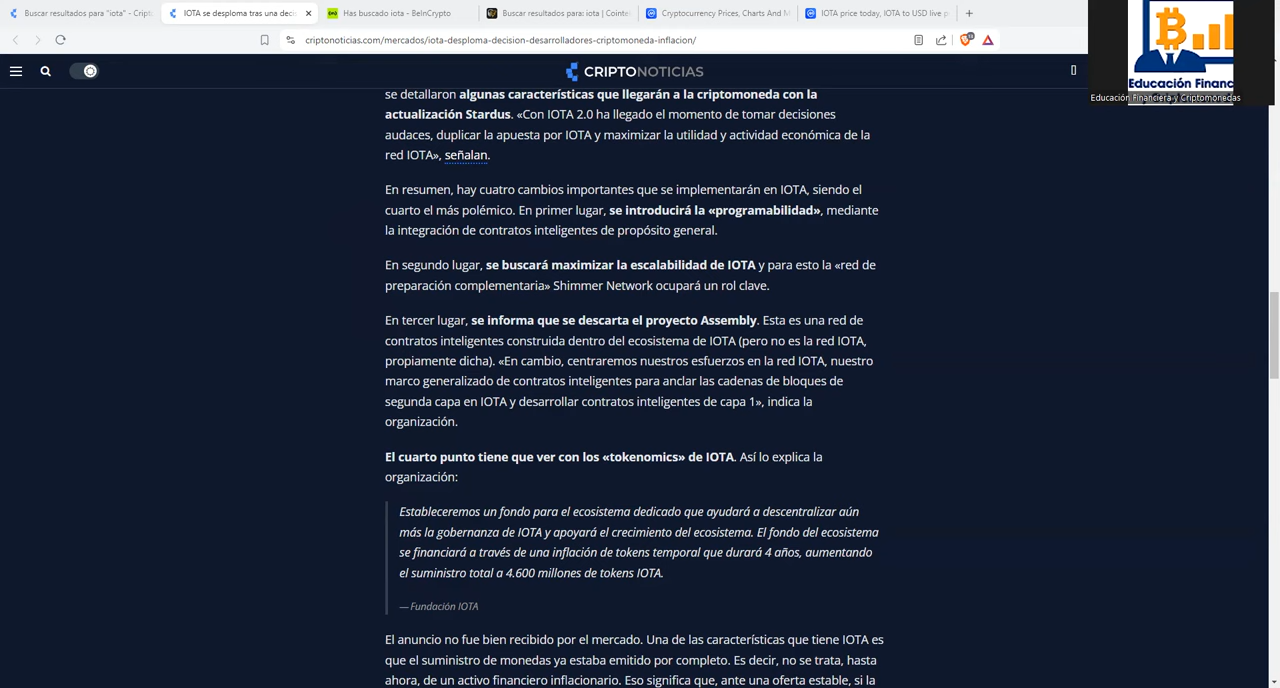 Buscar resultados para "iota" - Cripto
IOTA se desploma tras una deci
Has buscado iota - BeInCrypto
Buscar resultados para: iota | Cointe
Cryptocurrency Prices, Charts And M
IOTA price today, IOTA to USD live p
criptonoticias.com/mercados/iota-desploma-decision-desarrolladores-criptomoneda-inflacion/
CRIPTONOTICIAS
Educación Financ
Educación Financiera y Criptomonedas
se detallaron algunas características que llegarán a la criptomoneda con la
actualización Stardus. «Con IOTA 2.0 ha llegado el momento de tomar decisiones
audaces, duplicar la apuesta por IOTA y maximizar la utilidad y actividad económica de la
red IOTA», señalan.
En resumen, hay cuatro cambios importantes que se implementarán en IOTA, siendo el
cuarto el más polémico. En primer lugar, se introducirá la «programabilidad», mediante
la integración de contratos inteligentes de propósito general.
En segundo lugar, se buscará maximizar la escalabilidad de IOTA y para esto la «red de
preparación complementaria» Shimmer Network ocupará un rol clave.
En tercer lugar, se informa que se descarta el proyecto Assembly. Esta es una red de
contratos inteligentes construida dentro del ecosistema de IOTA (pero no es la red IOTA,
propiamente dicha). «En cambio, centraremos nuestros esfuerzos en la red IOTA, nuestro
marco generalizado de contratos inteligentes para anclar las cadenas de bloques de
segunda capa en IOTA y desarrollar contratos inteligentes de capa 1», indica la
organización.
El cuarto punto tiene que ver con los «tokenomics» de IOTA. Así lo explica la
organización:
Estableceremos un fondo para el ecosistema dedicado que ayudará a descentralizar aún
más la gobernanza de IOTA y apoyará el crecimiento del ecosistema. El fondo del ecosistema
se financiará a través de una inflación de tokens temporal que durará 4 años, aumentando
el suministro total a 4.600 millones de tokens IOTA.
— Fundación IOTA
El anuncio no fue bien recibido por el mercado. Una de las características que tiene IOTA es
que el suministro de monedas ya estaba emitido por completo. Es decir, no se trata, hasta
ahora, de un activo financiero inflacionario. Eso significa que, ante una oferta estable, si la